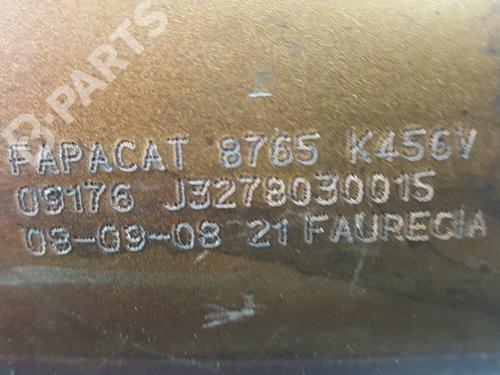 B-PARTS
FAPACAT 8765 K456V
09176 J3278030015
08-09-08 21 FAURECIA